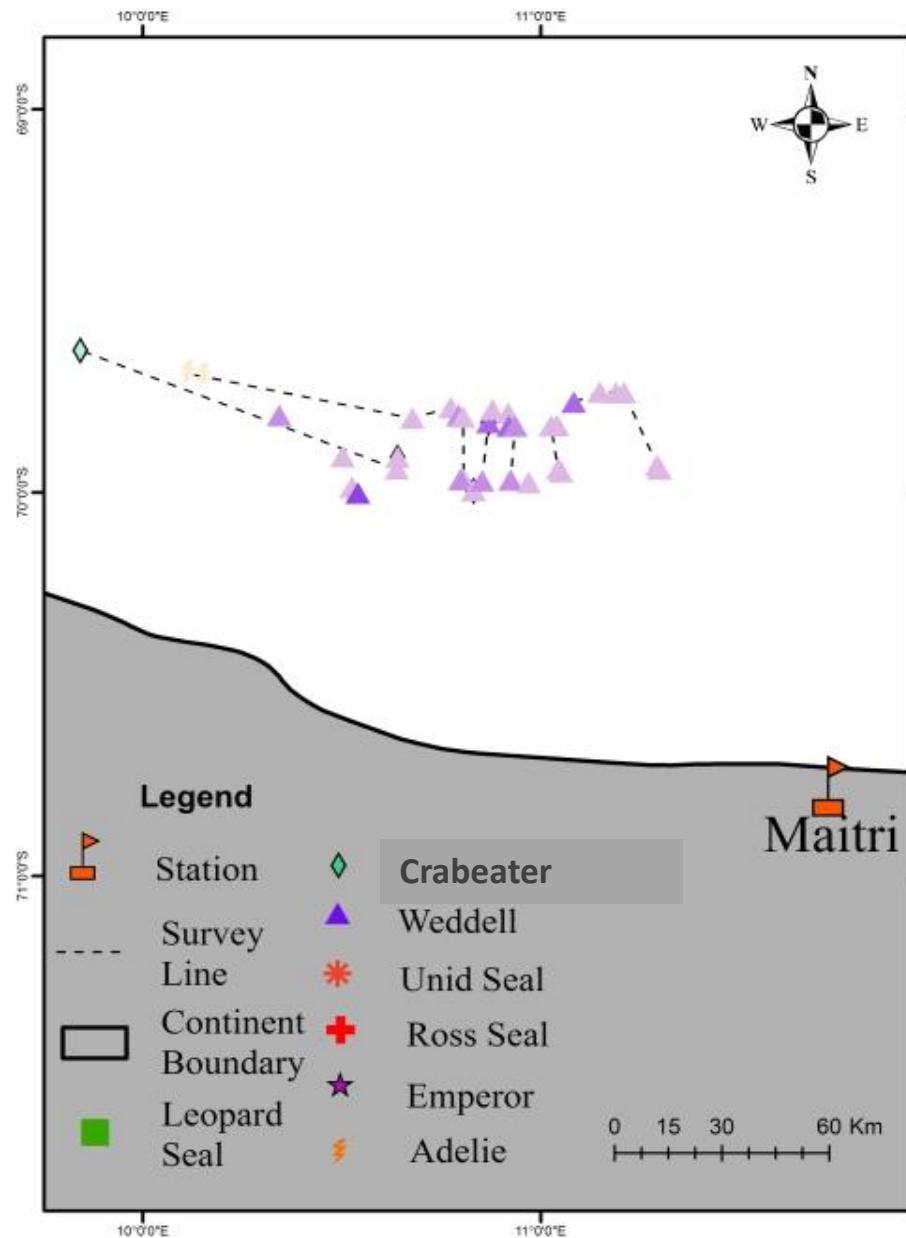 10°0'0"E 11°0'0"E
69°0'0"S
N
W E
S
70°0'0"S
71°0'0"S
Maitri
Legend
Station
Survey
Line
Continent
Boundary
Leopard
Seal
Crabeater
Weddell
Unid Seal
Ross Seal
Emperor
Adelie
0 15 30 60 Km
10°0'0"E 11°0'0"E